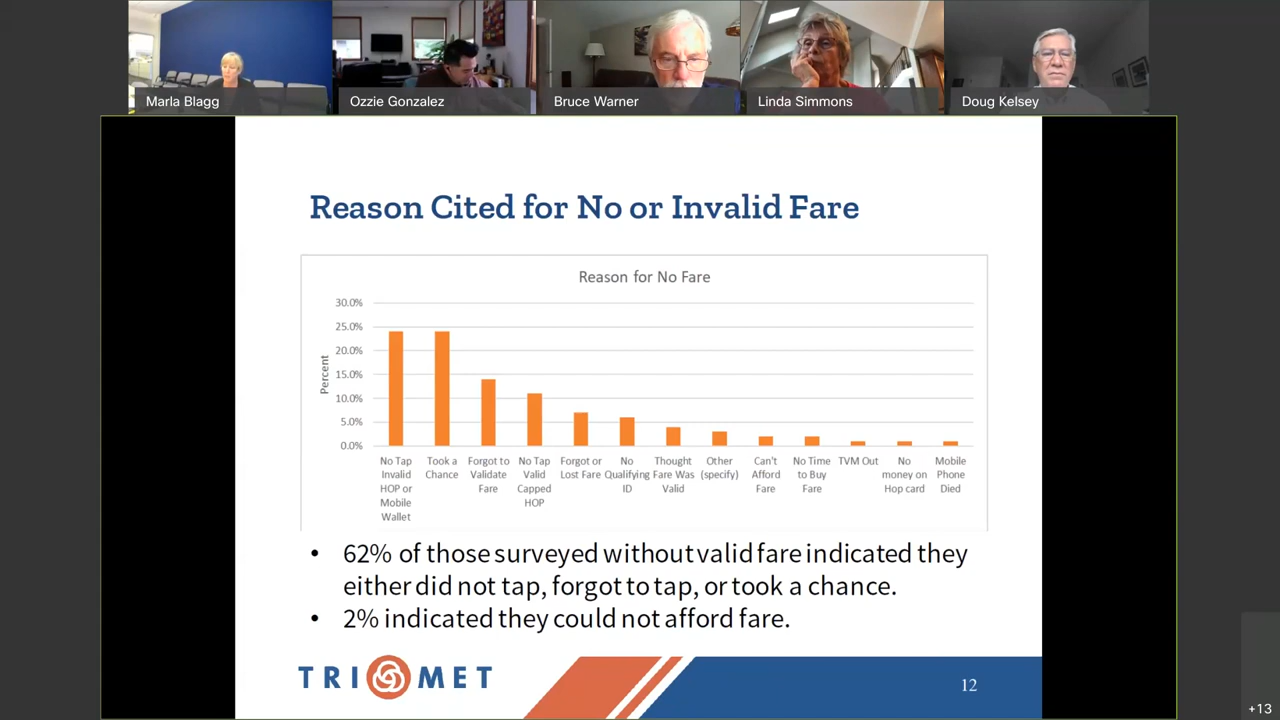 Marla Blagg
Ozzie Gonzalez
Bruce Warner
Linda Simmons
Doug Kelsey
Reason Cited for No or Invalid Fare
Reason for No Fare
Percent
30.0%
25.0%
20.0%
15.0%
10.0%
5.0%
0.0%
No Tap
Invalid
HOP or
Mobile
Wallet
Took a
Chance
Forgot to
Validate
Fare
No Tap
Valid
Capped
HOP
Forgot or
Lost Fare
No
Qualifying
ID
Thought
Fare Was
Valid
Other
(specify)
Can't
Afford
Fare
No Time
to Buy
Fare
TVM Out
No
money on
Hop card
Mobile
Phone
Died
• 62% of those surveyed without valid fare indicated they
either did not tap, forgot to tap, or took a chance.
• 2% indicated they could not afford fare.
TRI MET
12
+13